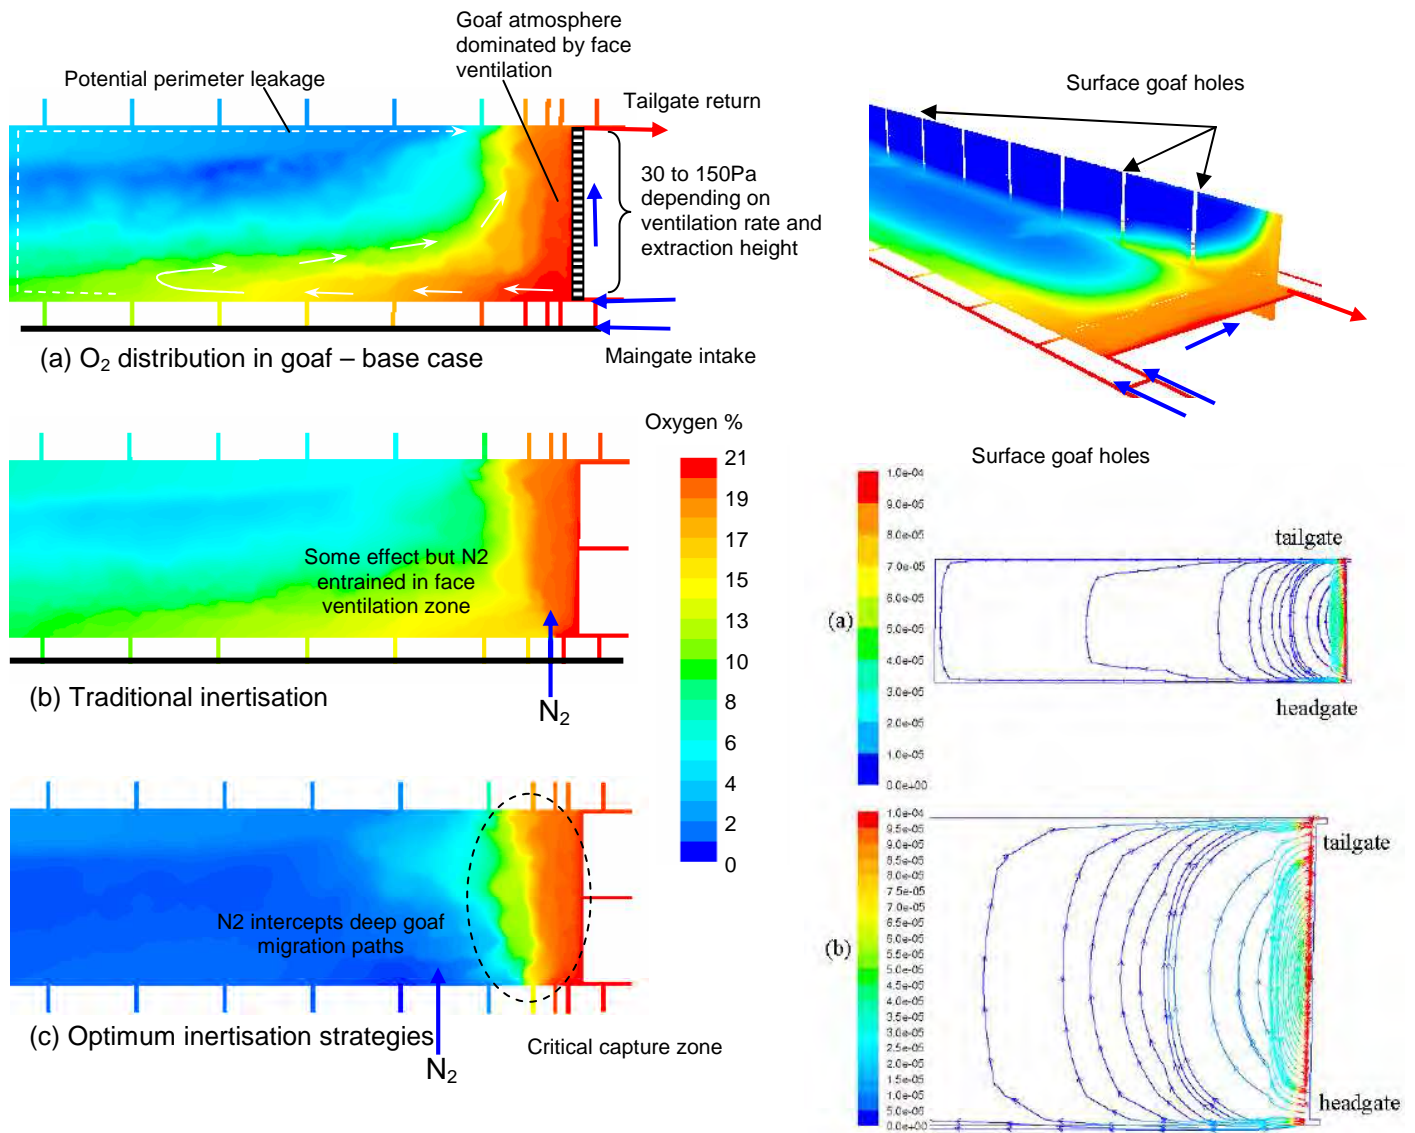 Goaf atmosphere
dominated by face
ventilation
Potential perimeter leakage
Tailgate return
30 to 150Pa
depending on
ventilation rate and
extraction height
Maingate intake
(a) O₂ distribution in goaf – base case
Surface goaf holes
Oxygen %
21
19
17
15
13
10
8
6
4
2
0
Some effect but N2
entrained in face
ventilation zone
(b) Traditional inertisation
N₂
N2 intercepts deep goaf
migration paths
(c) Optimum inertisation strategies
N₂
Critical capture zone
Surface goaf holes
1.0e-04
9.0e-05
8.0e-05
7.0e-05
6.0e-05
5.0e-05
4.0e-05
3.0e-05
2.0e-05
1.0e-05
0.0e+00
(a)
tailgate
headgate
1.0e-04
9.5e-05
9.0e-05
8.5e-05
8.0e-05
7.5e-05
7.0e-05
6.5e-05
6.0e-05
5.5e-05
5.0e-05
4.5e-05
4.0e-05
3.5e-05
3.0e-05
2.5e-05
2.0e-05
1.5e-05
1.0e-05
5.0e-06
0.0e+00
(b)
tailgate
headgate